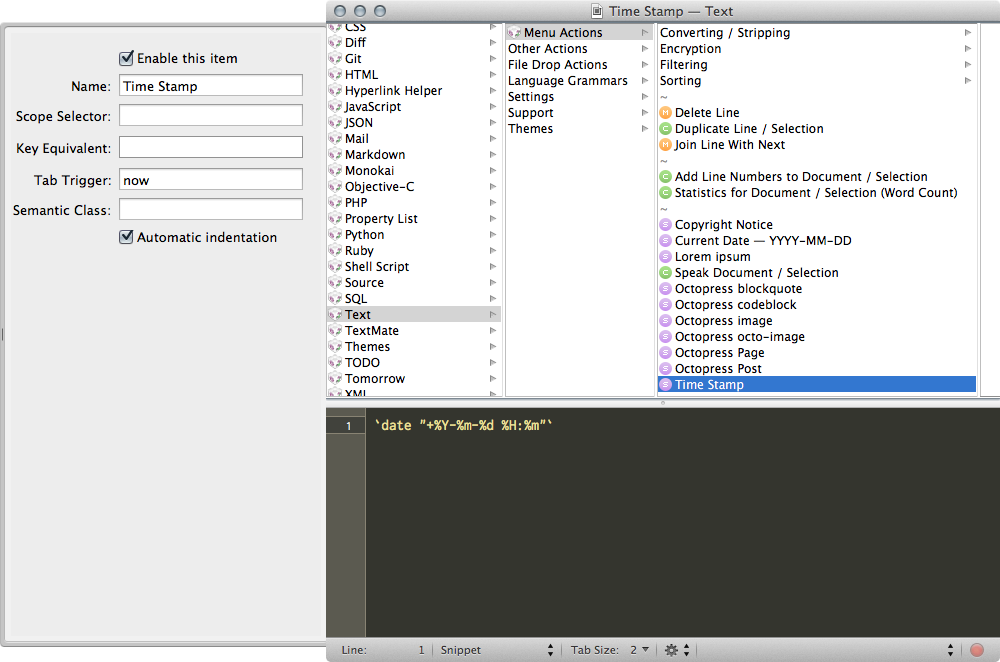 Time Stamp — Text
Enable this item
Name: Time Stamp
Scope Selector:
Key Equivalent:
Tab Trigger: now
Semantic Class:
Automatic indentation
CSS
Diff
Git
HTML
Hyperlink Helper
JavaScript
JSON
Mail
Markdown
Monokai
Objective-C
PHP
Property List
Python
Ruby
Shell Script
Source
SQL
Text
TextMate
Themes
TODO
Tomorrow
XML
Menu Actions
Other Actions
File Drop Actions
Language Grammars
Settings
Support
Themes
Converting / Stripping
Encryption
Filtering
Sorting
~
M Delete Line
C Duplicate Line / Selection
M Join Line With Next
~
C Add Line Numbers to Document / Selection
C Statistics for Document / Selection (Word Count)
~
S Copyright Notice
S Current Date — YYYY-MM-DD
S Lorem ipsum
C Speak Document / Selection
S Octopress blockquote
S Octopress codeblock
S Octopress image
S Octopress octo-image
S Octopress Page
S Octopress Post
S Time Stamp
1 `date "+%Y-%m-%d %H:%m"`
Line: 1 Snippet Tab Size: 2